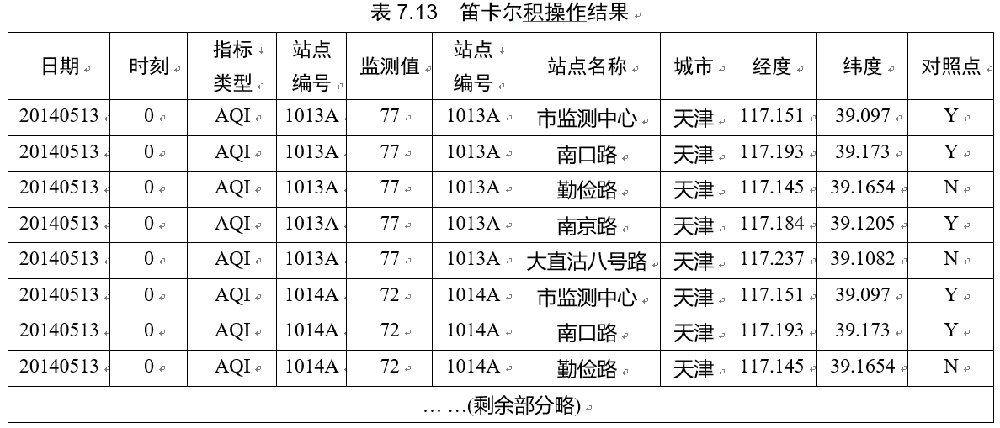 表 7.13 笛卡尔积操作结果
日期 时刻 指标类型 站点编号 监测值 站点编号 站点名称 城市 经度 纬度 对照点
20140513 0 AQI 1013A 77 1013A 市监测中心 天津 117.151 39.097 Y
20140513 0 AQI 1013A 77 1013A 南口路 天津 117.193 39.173 Y
20140513 0 AQI 1013A 77 1013A 勤俭路 天津 117.145 39.1654 N
20140513 0 AQI 1013A 77 1013A 南京路 天津 117.184 39.1205 Y
20140513 0 AQI 1013A 77 1013A 大直沽八号路 天津 117.237 39.1082 N
20140513 0 AQI 1014A 72 1014A 市监测中心 天津 117.151 39.097 Y
20140513 0 AQI 1014A 72 1014A 南口路 天津 117.193 39.173 Y
20140513 0 AQI 1014A 72 1014A 勤俭路 天津 117.145 39.1654 N
… …(剩余部分略)